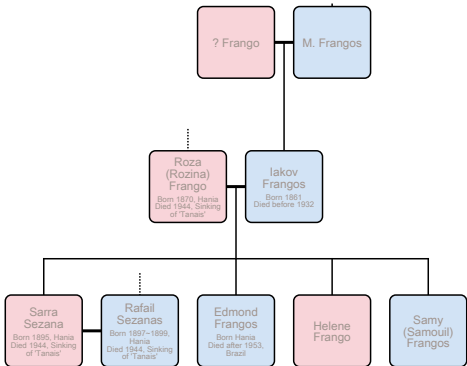 ? Frango
M. Frangos
Roza
(Rozina)
Frango
Born 1870, Hania
Died 1944, Sinking
of 'Tanais'
Iakov
Frangos
Born 1861
Died before 1932
Sarra
Sezana
Born 1895, Hania
Died 1944, Sinking
of 'Tanais'
Rafail
Sezanas
Born 1897~1899,
Hania
Died 1944, Sinking
of 'Tanais'
Edmond
Frangos
Born Hania
Died after 1953,
Brazil
Helene
Frango
Samy
(Samouil)
Frangos